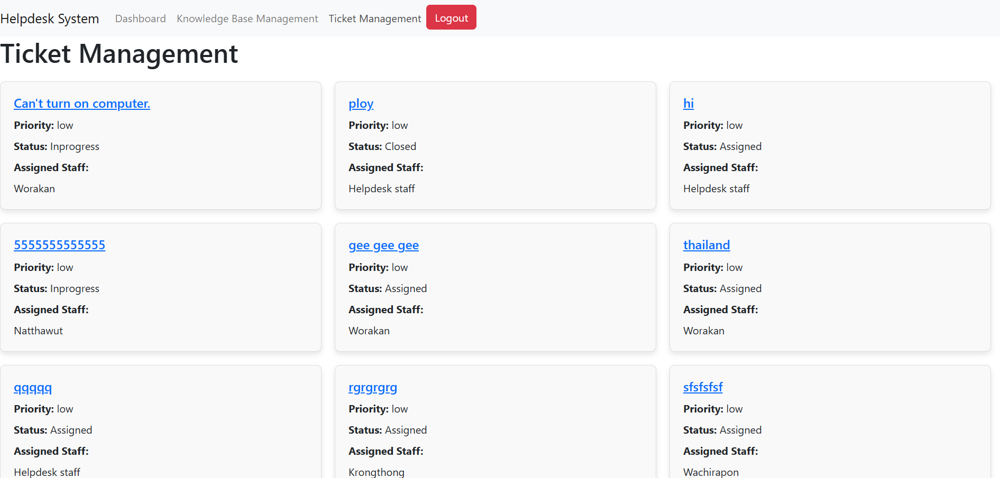 Helpdesk System Dashboard Knowledge Base Management Ticket Management Logout
Ticket Management
Can't turn on computer.
Priority: low
Status: Inprogress
Assigned Staff:
Worakan
ploy
Priority: low
Status: Closed
Assigned Staff:
Helpdesk staff
hi
Priority: low
Status: Assigned
Assigned Staff:
Helpdesk staff
5555555555555
Priority: low
Status: Inprogress
Assigned Staff:
Natthawut
gee gee gee
Priority: low
Status: Assigned
Assigned Staff:
Worakan
thailand
Priority: low
Status: Assigned
Assigned Staff:
Worakan
qqqqq
Priority: low
Status: Assigned
Assigned Staff:
Helpdesk staff
rgrgrgrg
Priority: low
Status: Assigned
Assigned Staff:
Krongthong
sfsfsfsf
Priority: low
Status: Assigned
Assigned Staff:
Wachirapon